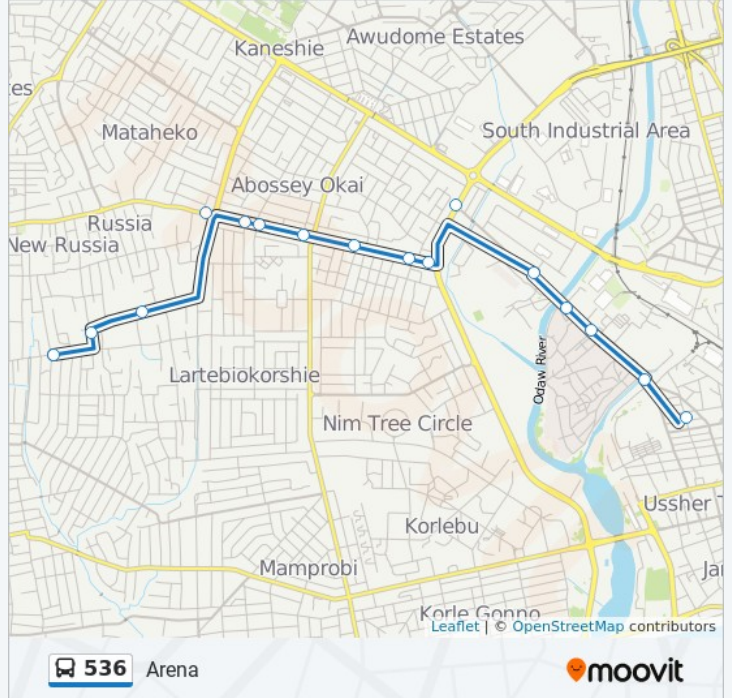 Kaneshie
Awudome Estates
es
Mataheko
South Industrial Area
Abossey Okai
Russia
New Russia
Odaw River
Lartebiokorshie
Nim Tree Circle
Ussher T
Korlebu
Mamprobi
Ja
Korle Gonno
Leaflet | © OpenStreetMap contributors
536 Arena
moovit